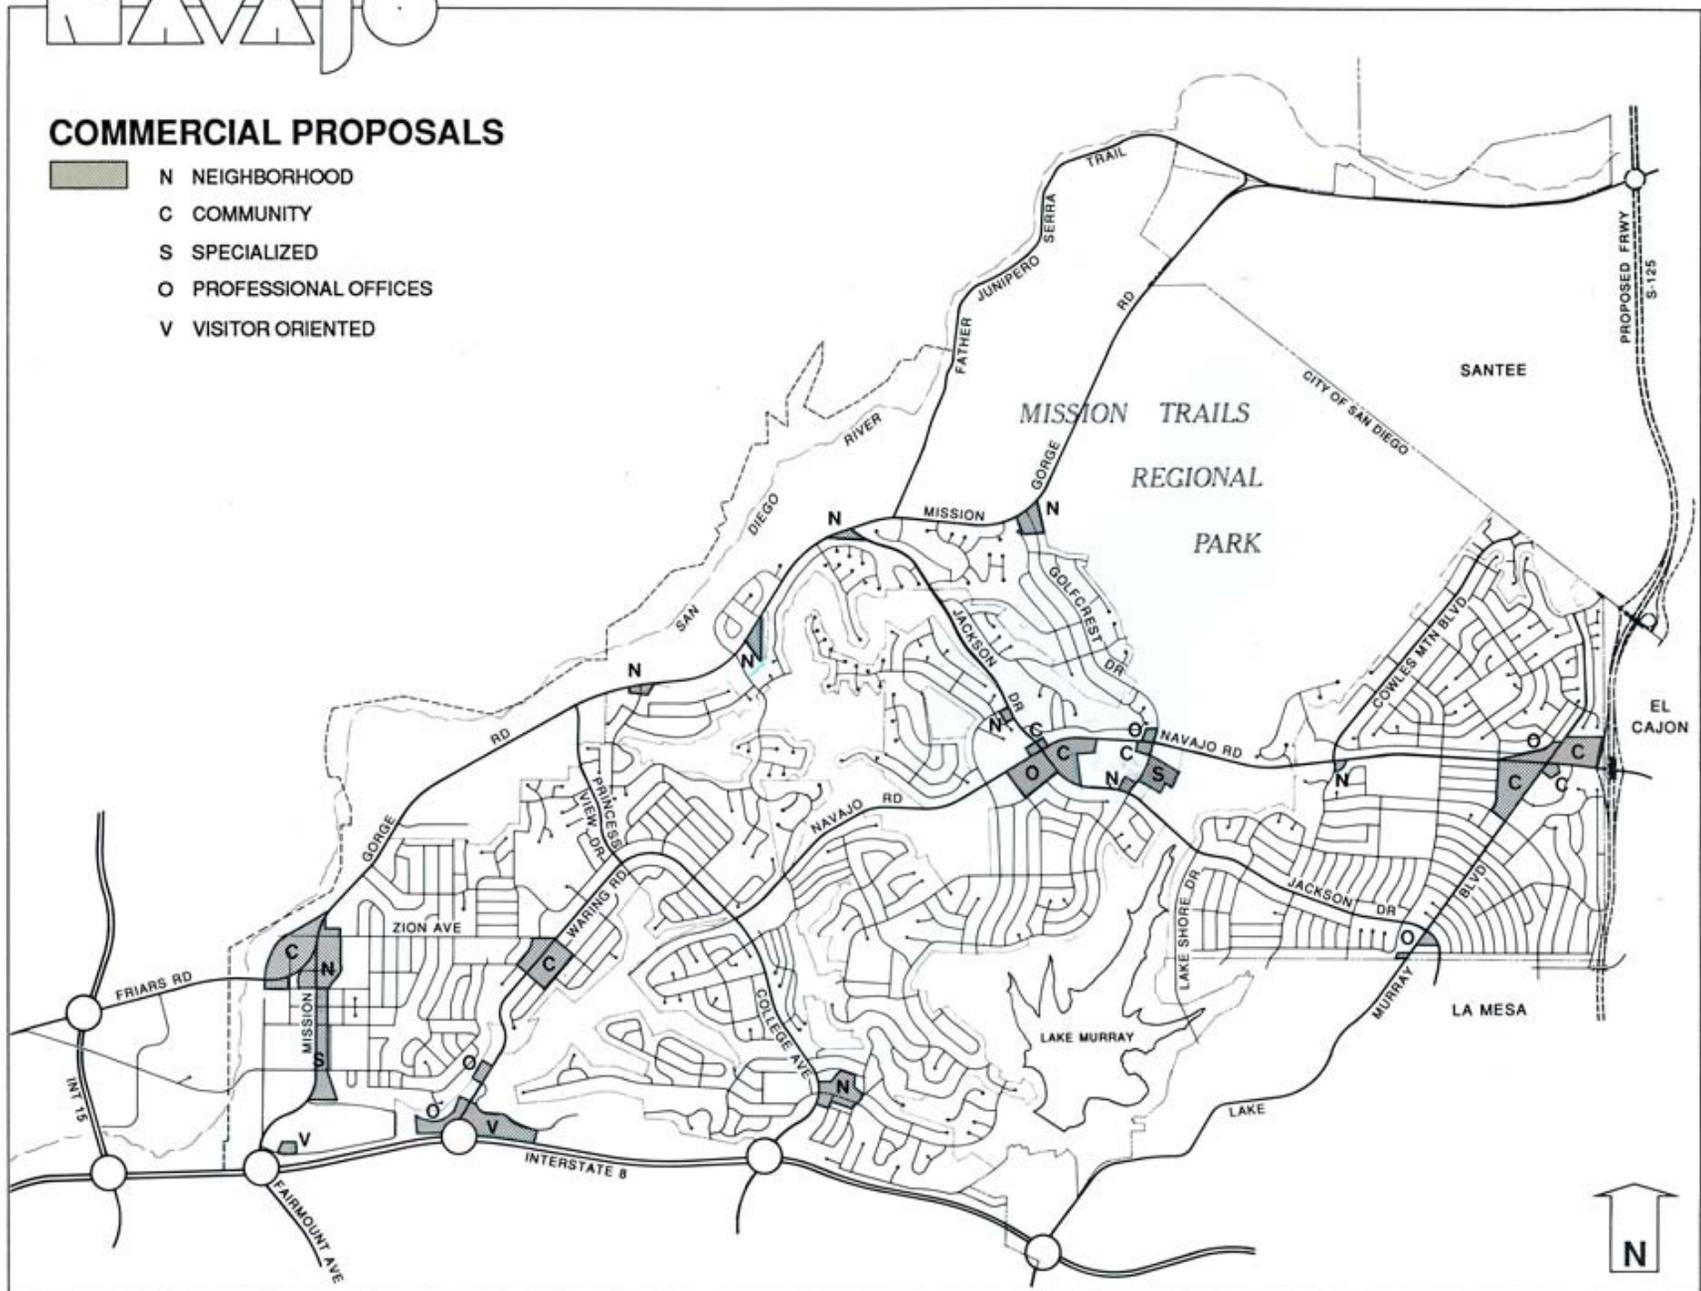 NAVAJO
COMMERCIAL PROPOSALS
N NEIGHBORHOOD
C COMMUNITY
S SPECIALIZED
O PROFESSIONAL OFFICES
V VISITOR ORIENTED
TRAIL
SERRA
JUNIPERO
FATHER
RD
PROPOSED FRWY
S-125
SANTEE
CITY OF SAN DIEGO
MISSION TRAILS
REGIONAL
PARK
RIVER
DIEGO
SAN
GORGE
MISSION
N
N
N
N
GOLFCREST
DR
JACKSON
DR
COWLES MTN BLVD
EL
CAJON
N
C
O
C
O
C
NAVAJO RD
N
S
N
O
C
C
C
RD
GORGE
PRINCESS
VIEW DR
NAVAJO RD
WARING RD
ZION AVE
C
N
C
FRIARS RD
MISSION
S
INT 15
O
O
V
V
COLLEGE AVE
N
LAKE MURRAY
LAKE SHORE DR
JACKSON DR
BLVD
O
MURRAY
LA MESA
LAKE
INTERSTATE 8
FAIRMOUNT AVE
N